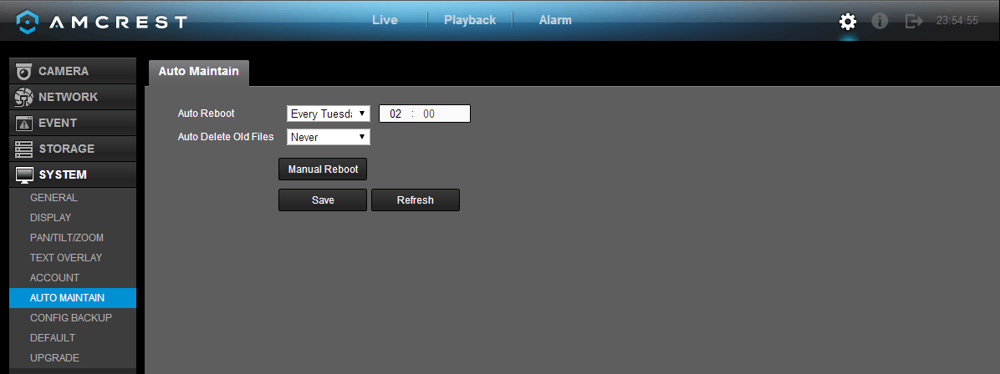 AMCREST
Live Playback Alarm 23:54:55
CAMERA
NETWORK
EVENT
STORAGE
SYSTEM
GENERAL
DISPLAY
PAN/TILT/ZOOM
TEXT OVERLAY
ACCOUNT
AUTO MAINTAIN
CONFIG BACKUP
DEFAULT
UPGRADE
Auto Maintain
Auto Reboot Every Tuesd 02 : 00
Auto Delete Old Files Never
Manual Reboot
Save Refresh